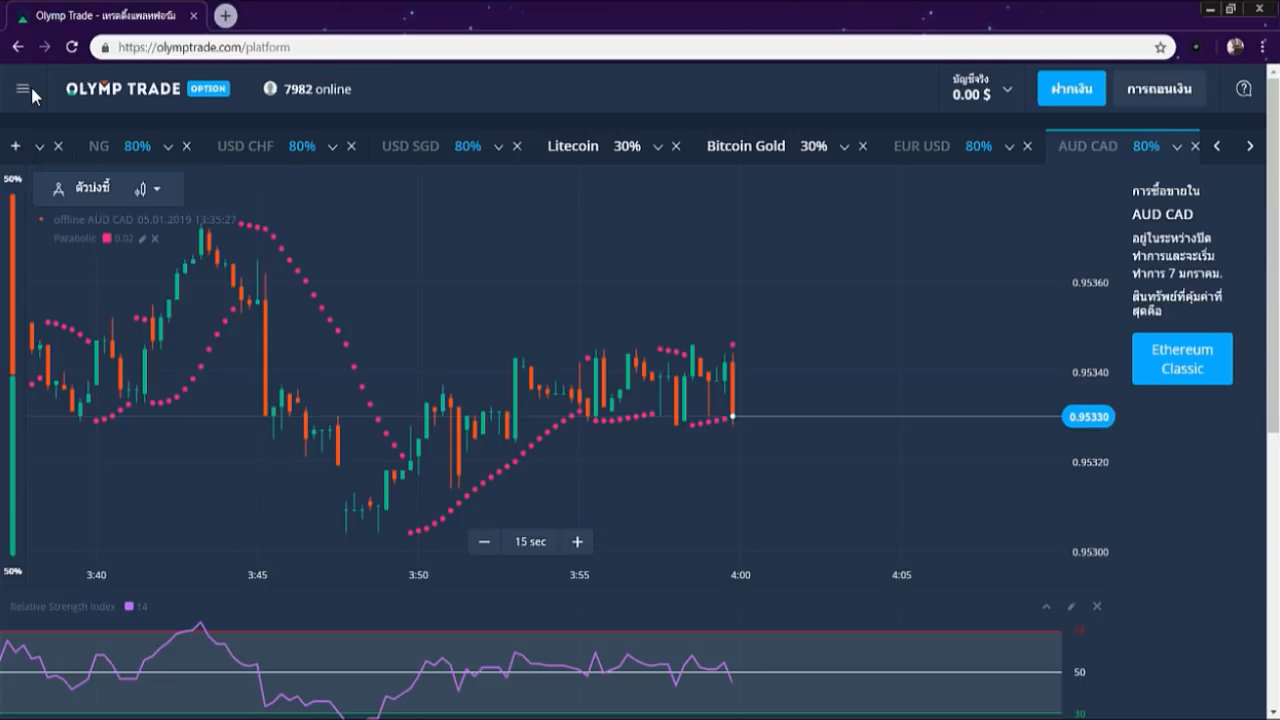 Olymp Trade - เทรดดิ้งแพลทฟอร์ม
https://olymptrade.com/platform
OLYMP TRADE OPTION
7982 online
บัญชีจริง
0.00 $
ฝากเงิน
การถอนเงิน
NG 80%
USD CHF 80%
USD SGD 80%
Litecoin 30%
Bitcoin Gold 30%
EUR USD 80%
AUD CAD 80%
50%
ตัวบ่งชี้
offline AUD CAD 05.01.2019 13:35:27
Parabolic 0.02
การซื้อขายใน
AUD CAD
อยู่ในระหว่างปิด
ทำการและจะเริ่ม
ทำการ 7 มกราคม.
สินทรัพย์ที่คุ้มค่าที่
สุดคือ
Ethereum
Classic
0.95360
0.95340
0.95330
0.95320
0.95300
15 sec
50%
3:40
3:45
3:50
3:55
4:00
4:05
Relative Strength Index 14
50
30